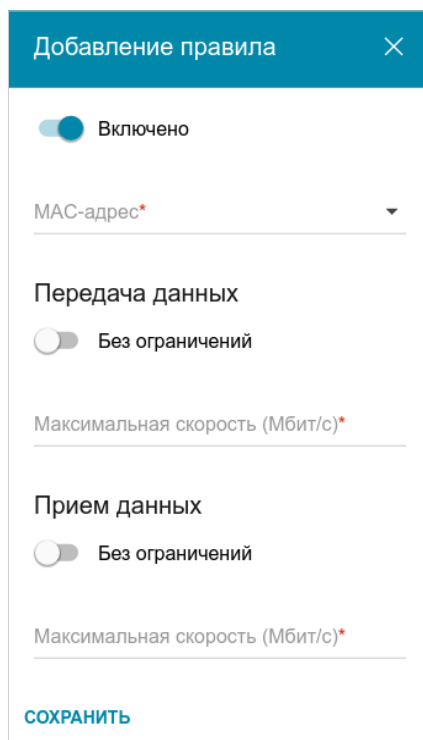 Добавление правила
Включено
MAC-адрес*
Передача данных
Без ограничений
Максимальная скорость (Мбит/с)*
Прием данных
Без ограничений
Максимальная скорость (Мбит/с)*
СОХРАНИТЬ